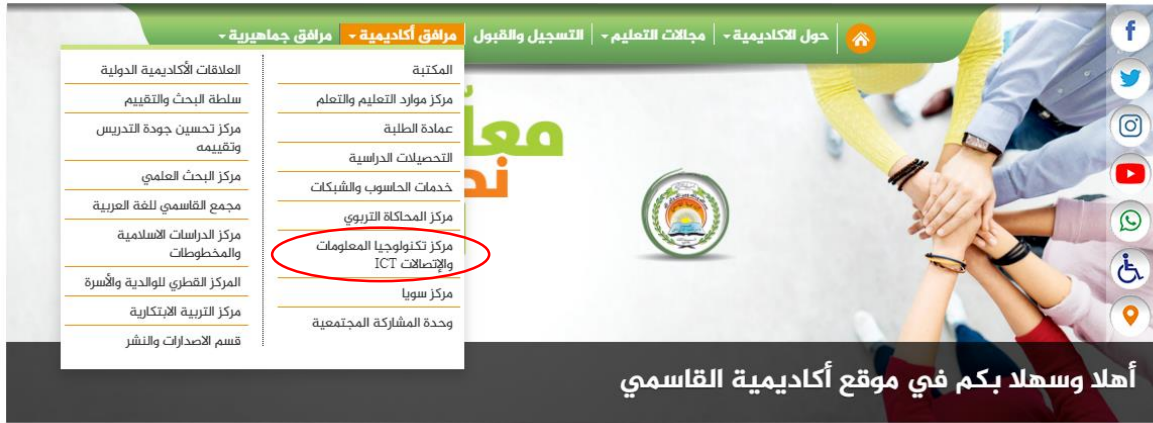 حول الاكاديمية
مجالات التعليم
التسجيل والقبول
مرافق أكاديمية
مرافق جماهيرية
المكتبة
مركز موارد التعليم والتعلم
عمادة الطلبة
التحصيلات الدراسية
خدمات الحاسوب والشبكات
مركز المحاكاة التربوي
مركز تكنولوجيا المعلومات
والإتصالات ICT
مركز سويا
وحدة المشاركة المجتمعية
العلاقات الأكاديمية الدولية
سلطة البحث والتقييم
مركز تحسين جودة التدريس
وتقييمه
مركز البحث العلمي
مجمع القاسمي للغة العربية
مركز الدراسات الاسلامية
والمخطوطات
المركز القطري للوالدية والأسرة
مركز التربية الابتكارية
قسم الاصدارات والنشر
أهلا وسهلا بكم في موقع أكاديمية القاسمي